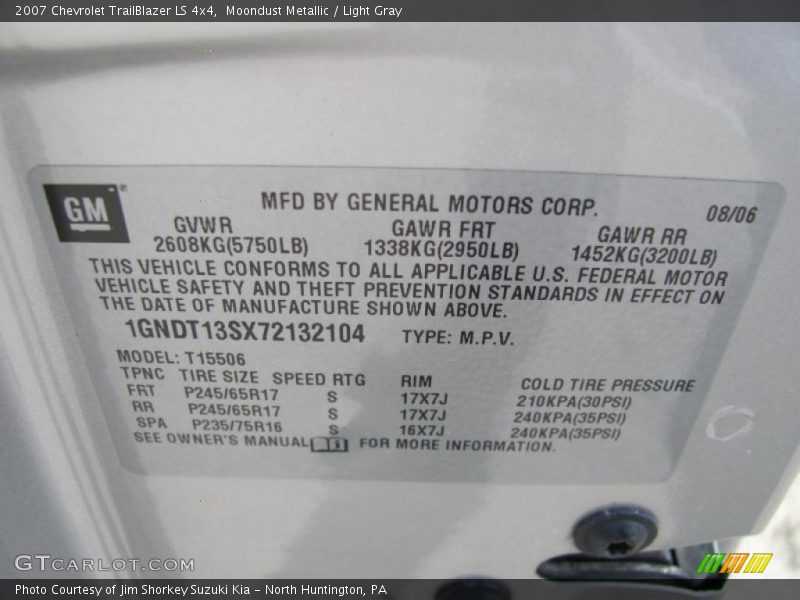 2007 Chevrolet TrailBlazer LS 4x4,  Moondust Metallic / Light Gray
GM
MFD BY GENERAL MOTORS CORP. 08/06
GVWR GAWR FRT GAWR RR
2608KG(5750LB) 1338KG(2950LB) 1452KG(3200LB)
THIS VEHICLE CONFORMS TO ALL APPLICABLE U.S. FEDERAL MOTOR
VEHICLE SAFETY AND THEFT PREVENTION STANDARDS IN EFFECT ON
THE DATE OF MANUFACTURE SHOWN ABOVE.
1GNDT13SX72132104 TYPE: M.P.V.
MODEL: T15506
TPNC TIRE SIZE SPEED RTG RIM COLD TIRE PRESSURE
FRT P245/65R17 S 17X7J 210KPA(30PSI)
RR P245/65R17 S 17X7J 240KPA(35PSI)
SPA P235/75R16 S 16X7J 240KPA(35PSI)
SEE OWNER'S MANUAL FOR MORE INFORMATION.
GTCARLOT.COM
Photo Courtesy of Jim Shorkey Suzuki Kia – North Huntington, PA